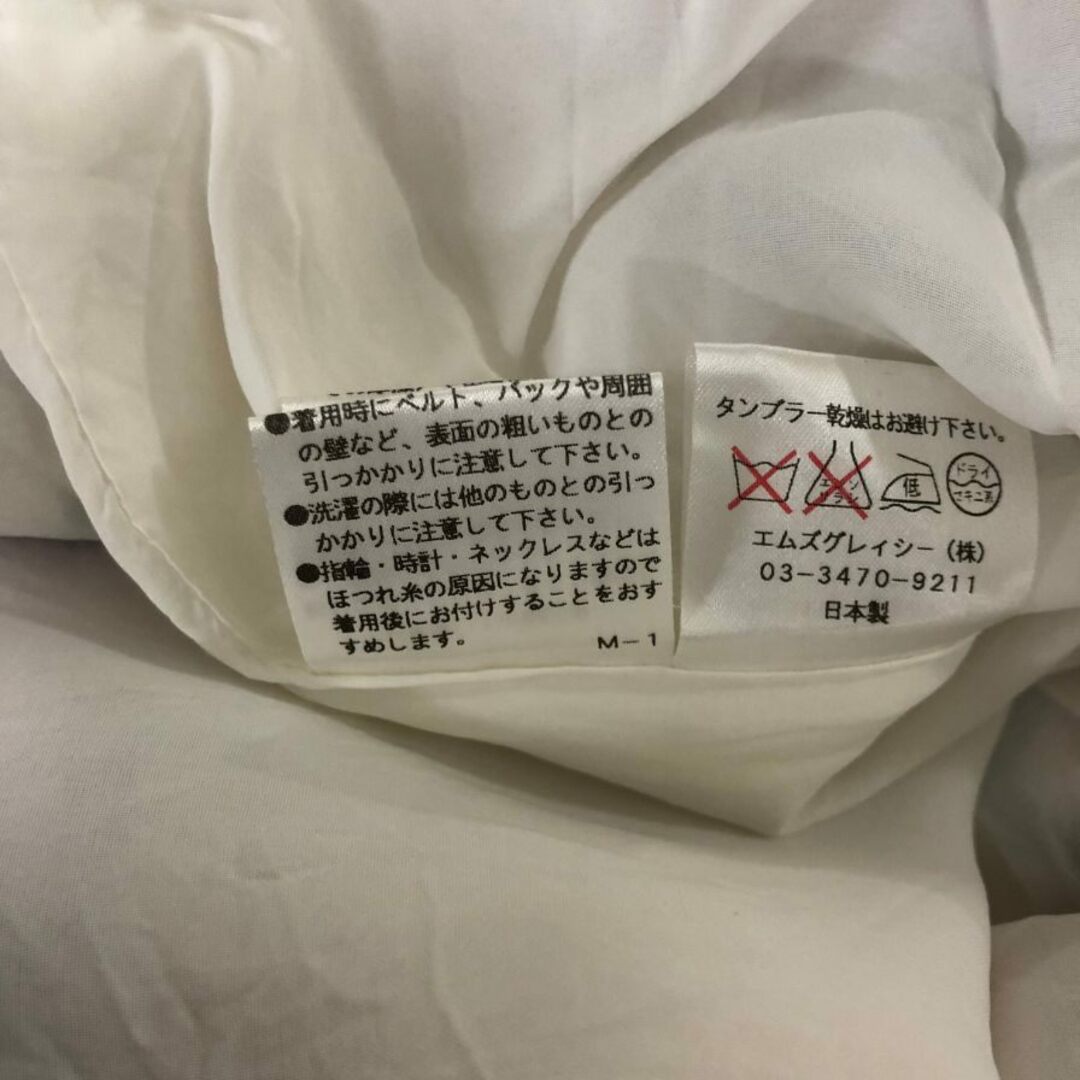 ●着用時にベルト、バックや周囲
の壁など、表面の粗いものとの
引っかかりに注意して下さい。
●洗濯の際には他のものとの引っ
かかりに注意して下さい。
●指輪・時計・ネックレスなどは
ほつれ糸の原因になりますので
着用後にお付けすることをおす
すめします。
M-1
タンブラー乾燥はお避け下さい。
エンソ
サラシ
低
ドライ
セキユ系
エムズグレイシー(株)
03-3470-9211
日本製